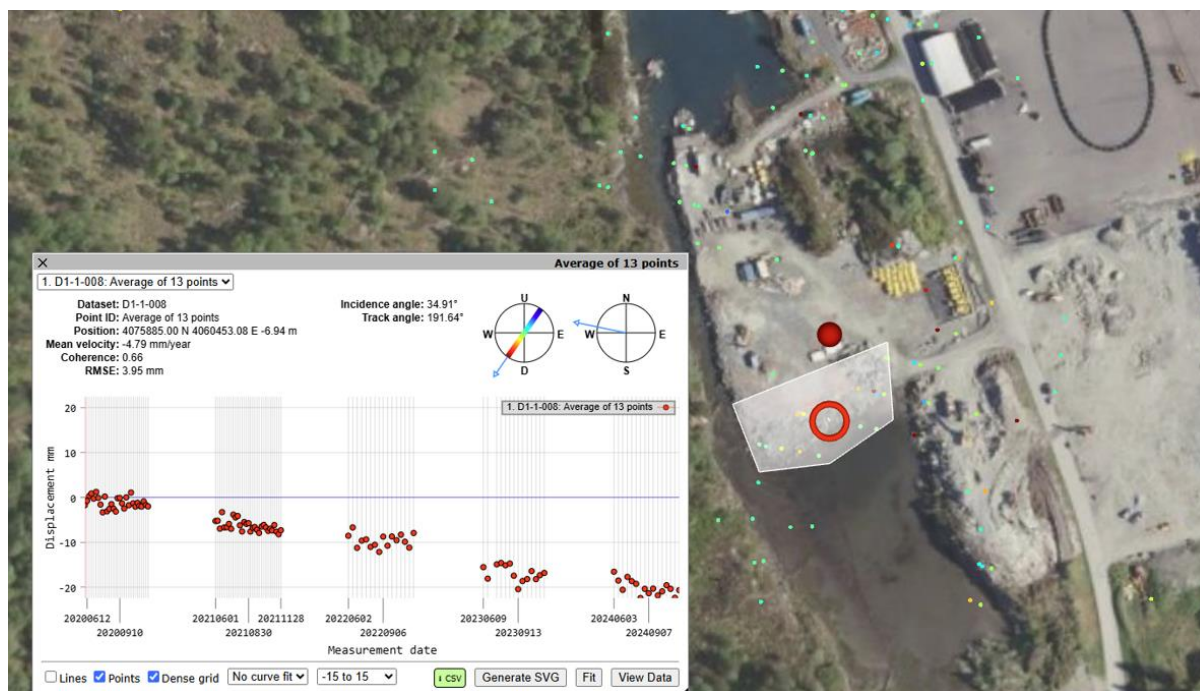 X Average of 13 points
1. D1-1-008: Average of 13 points
Dataset: D1-1-008
Point ID: Average of 13 points
Position: 4075885.00 N 4060453.08 E -6.94 m
Mean velocity: -4.79 mm/year
Coherence: 0.66
RMSE: 3.95 mm
Incidence angle: 34.91°
Track angle: 191.64°
U
W E
D
N
W E
S
1. D1-1-008: Average of 13 points
20
10
0
-10
-20
Displacement mm
20200612 20210601 20211128 20220602 20230609 20240603
20200910 20210830 20220906 20230913 20240907
Measurement date
Lines Points Dense grid No curve fit -15 to 15 CSV Generate SVG Fit View Data